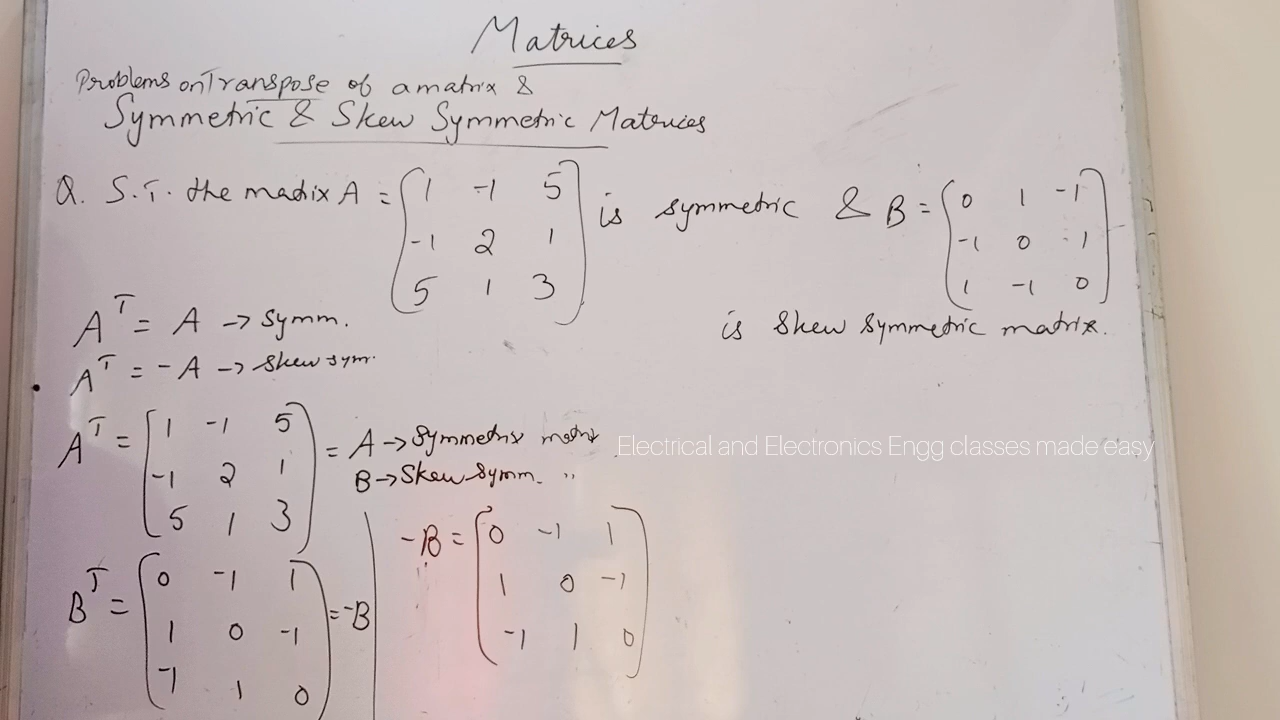 Matrices
Problems on Transpose of a matrix &
Symmetric & Skew Symmetric Matrices
Q. S.T. the matrix A = [1 -1 5
-1 2 1
5 1 3] is symmetric & B = [0 1 -1
-1 0 1
1 -1 0]
is Skew Symmetric matrix.
A^T = A → Symm.
A^T = -A → Skew sym.
A^T = [1 -1 5
-1 2 1
5 1 3] = A → Symmetric matrix
B → Skew Symm. "
Electrical and Electronics Engg classes made easy
B^T = [0 -1 1
1 0 -1
-1 1 0] = -B
-B = [0 -1 1
1 0 -1
-1 1 0]